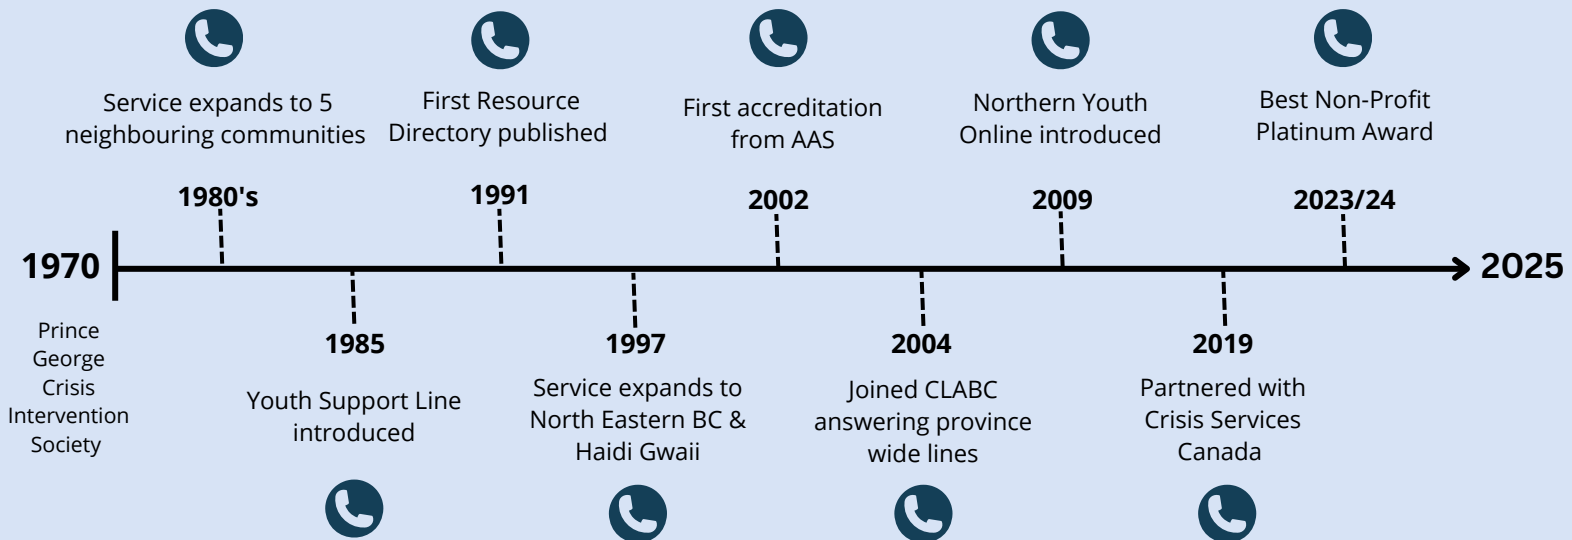 Service expands to 5
neighbouring communities
1980's
First Resource
Directory published
1991
First accreditation
from AAS
2002
Northern Youth
Online introduced
2009
Best Non-Profit
Platinum Award
2023/24
1970
2025
Prince
George
Crisis
Intervention
Society
1985
Youth Support Line
introduced
1997
Service expands to
North Eastern BC &
Haidi Gwaii
2004
Joined CLABC
answering province
wide lines
2019
Partnered with
Crisis Services
Canada